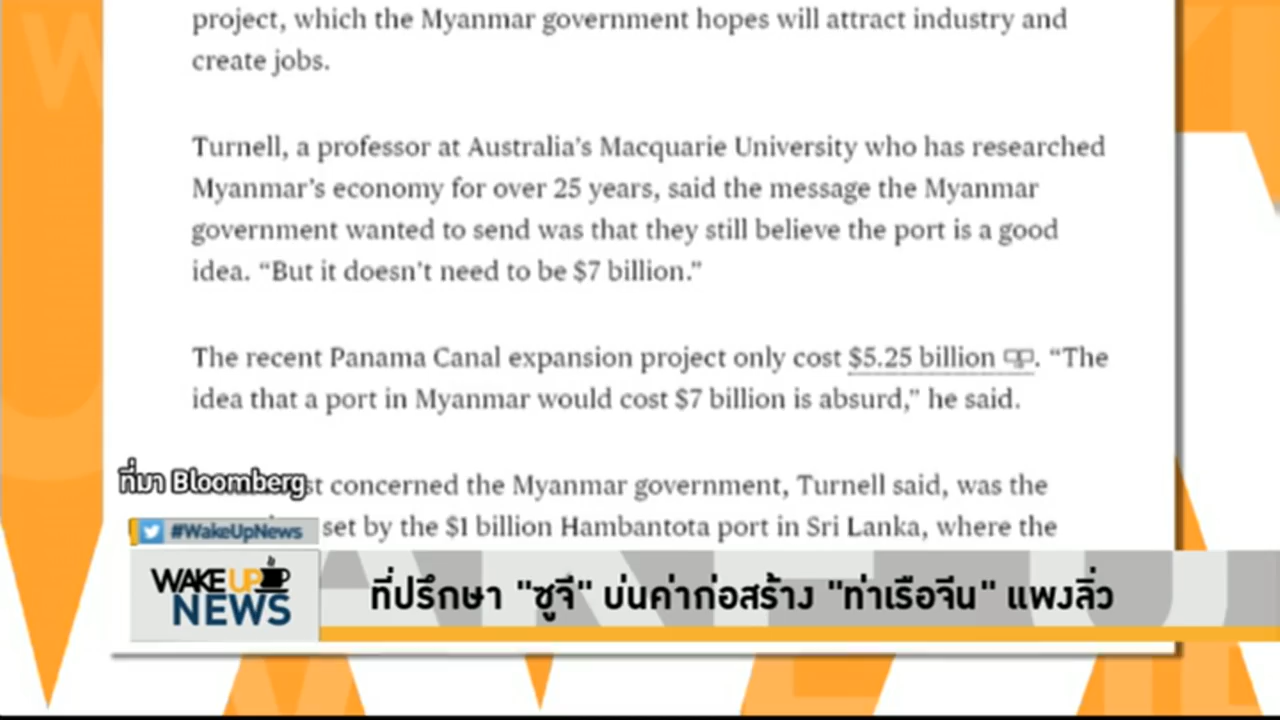 project, which the Myanmar government hopes will attract industry and
create jobs.
Turnell, a professor at Australia’s Macquarie University who has researched
Myanmar’s economy for over 25 years, said the message the Myanmar
government wanted to send was that they still believe the port is a good
idea. “But it doesn’t need to be $7 billion.”
The recent Panama Canal expansion project only cost $5.25 billion. “The
idea that a port in Myanmar would cost $7 billion is absurd,” he said.
ที่มา Bloomberg
concerned the Myanmar government, Turnell said, was the
#WakeUpNews
set by the $1 billion Hambantota port in Sri Lanka, where the
WAKE UP
NEWS
ที่ปรึกษา "ซูจี" บ่นค่าก่อสร้าง "ท่าเรือจีน" แพงลิ่ว